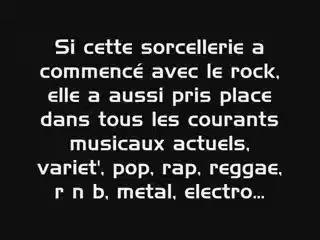 Si cette sorcellerie a
commencé avec le rock,
elle a aussi pris place
dans tous les courants
musicaux actuels,
variet', pop, rap, reggae,
r n b, metal, electro...